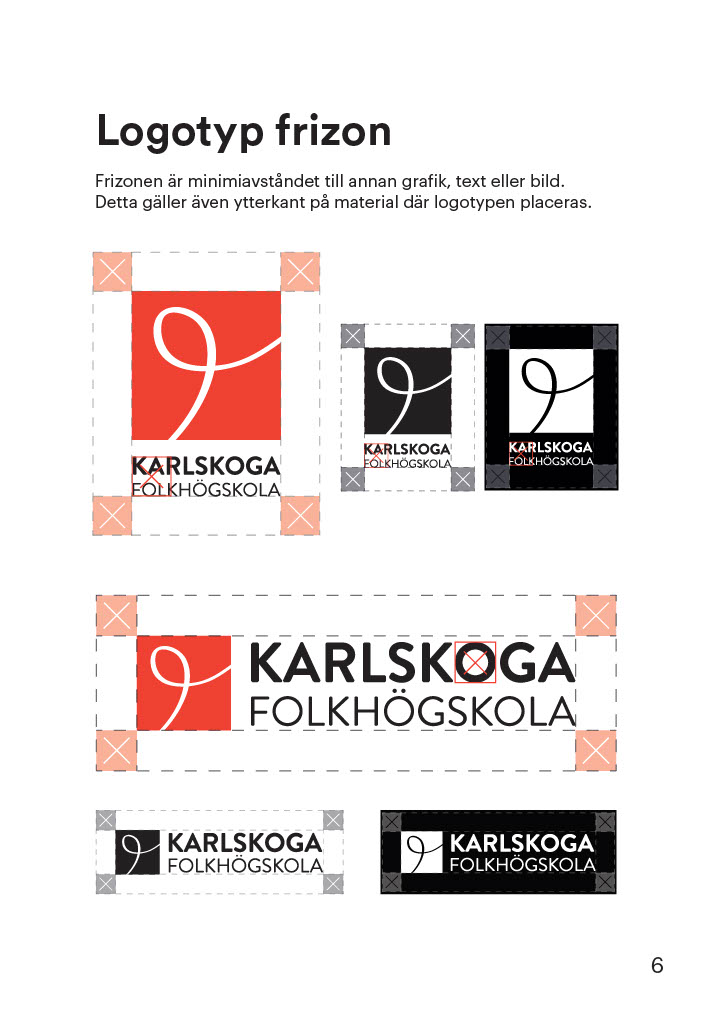 Logotyp frizon
Frizonen är minimiavståndet till annan grafik, text eller bild.
Detta gäller även ytterkant på material där logotypen placeras.
KARLSKOGA
FOLKHÖGSKOLA
KARLSKOGA
FOLKHÖGSKOLA
KARLSKOGA
FOLKHÖGSKOLA
KARLSKOGA
FOLKHÖGSKOLA
KARLSKOGA
FOLKHÖGSKOLA
KARLSKOGA
FOLKHÖGSKOLA
6